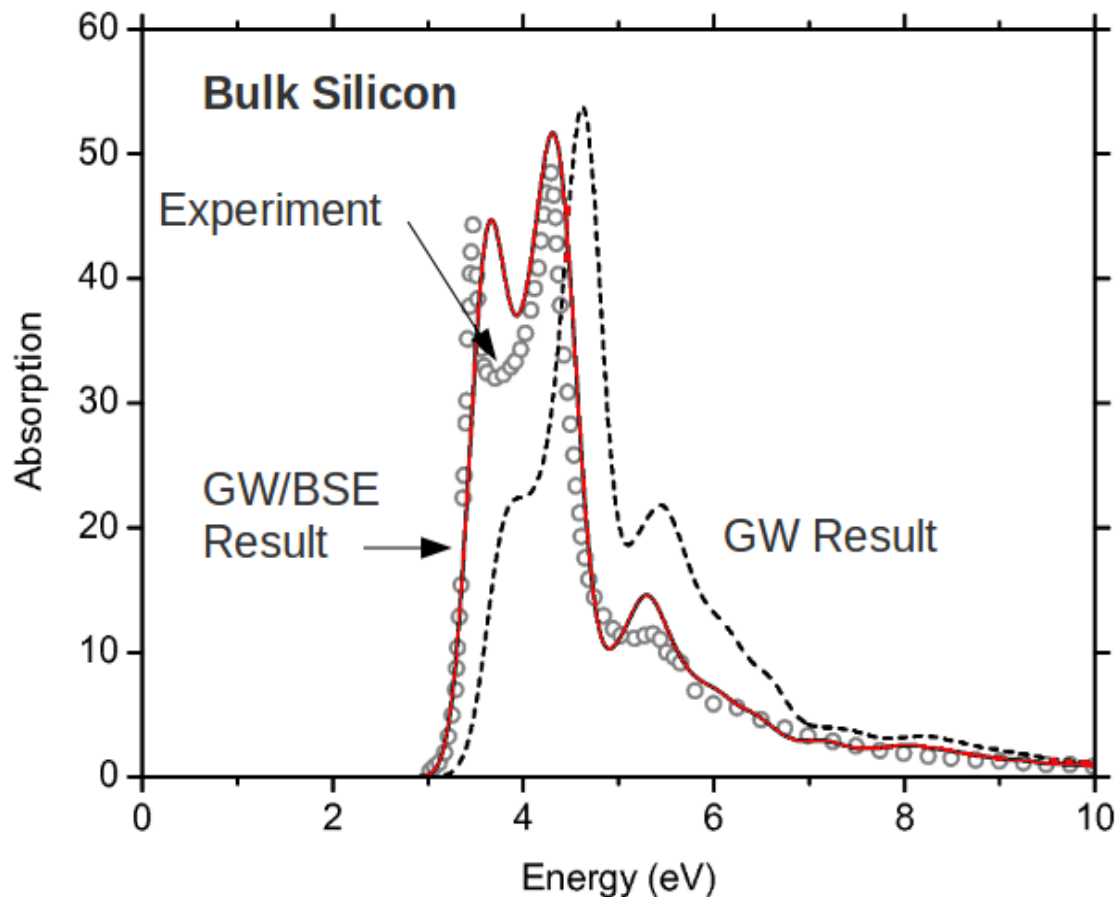 60
Bulk Silicon
50
Experiment
40
30
Absorption
GW/BSE
Result
GW Result
20
10
0
0 2 4 6 8 10
Energy (eV)